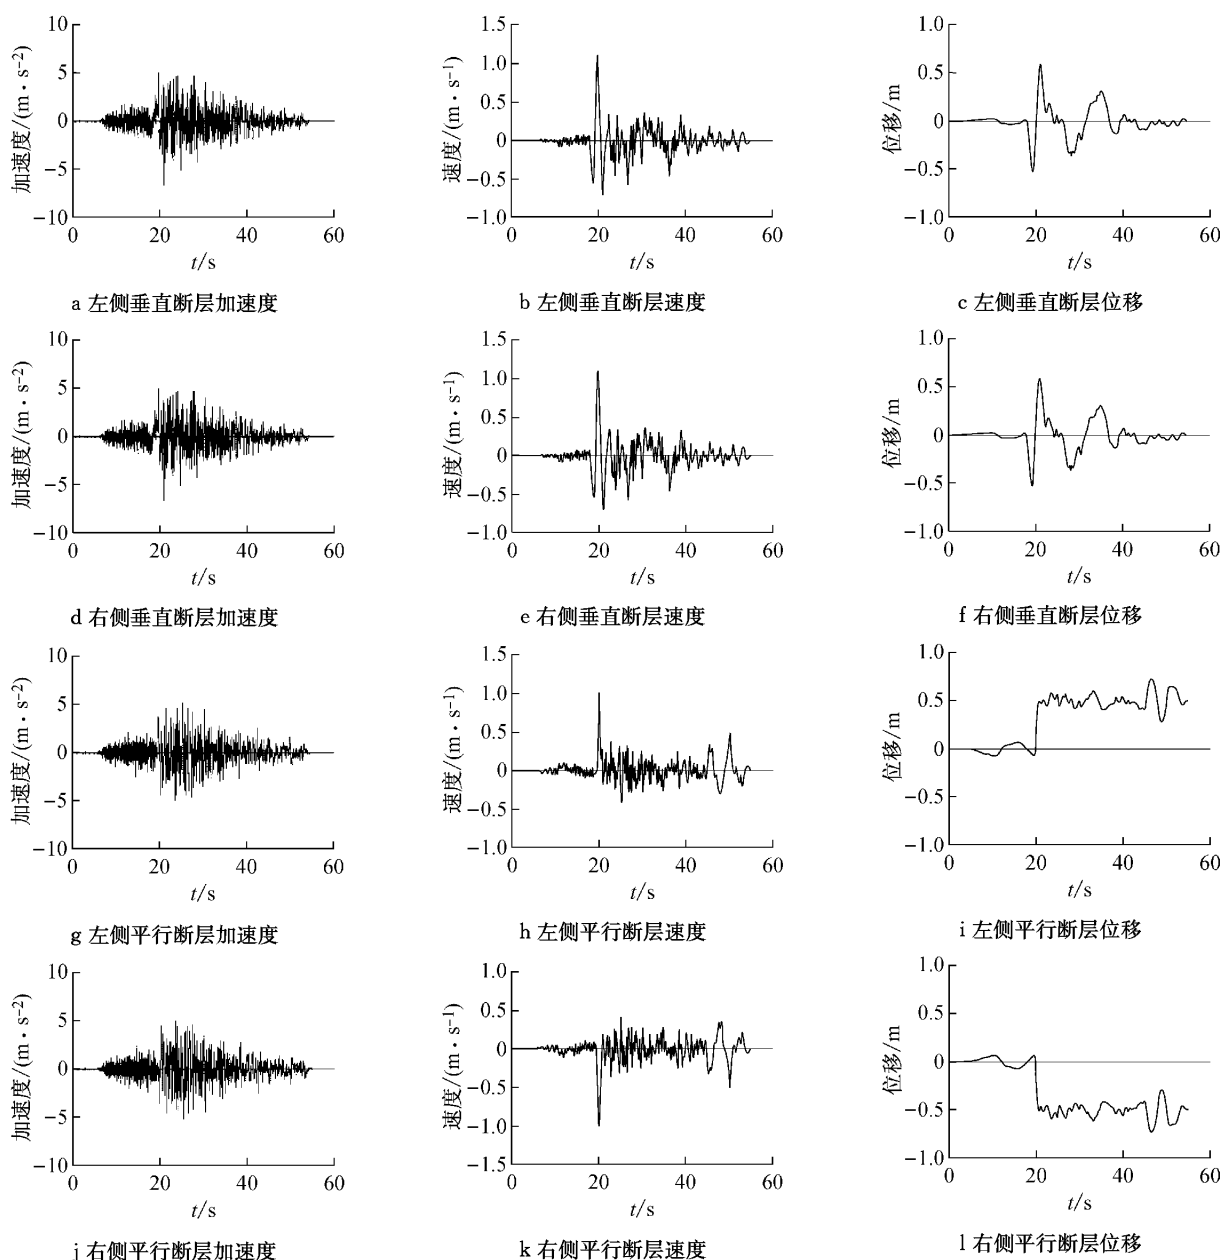 10
5
0
−5
−10
加速度/(m·s⁻²)
0 20 40 60
t/s
a 左侧垂直断层加速度
1.5
1.0
0.5
0
−0.5
−1.0
速度/(m·s⁻¹)
0 20 40 60
t/s
b 左侧垂直断层速度
1.0
0.5
0
−0.5
−1.0
位移/m
0 20 40 60
t/s
c 左侧垂直断层位移
10
5
0
−5
−10
加速度/(m·s⁻²)
0 20 40 60
t/s
d 右侧垂直断层加速度
1.5
1.0
0.5
0
−0.5
−1.0
速度/(m·s⁻¹)
0 20 40 60
t/s
e 右侧垂直断层速度
1.0
0.5
0
−0.5
−1.0
位移/m
0 20 40 60
t/s
f 右侧垂直断层位移
10
5
0
−5
−10
加速度/(m·s⁻²)
0 20 40 60
t/s
g 左侧平行断层加速度
1.5
1.0
0.5
0
−0.5
−1.0
速度/(m·s⁻¹)
0 20 40 60
t/s
h 左侧平行断层速度
1.0
0.5
0
−0.5
−1.0
位移/m
0 20 40 60
t/s
i 左侧平行断层位移
10
5
0
−5
−10
加速度/(m·s⁻²)
0 20 40 60
t/s
j 右侧平行断层加速度
1.0
0.5
0
−0.5
−1.0
−1.5
速度/(m·s⁻¹)
0 20 40 60
t/s
k 右侧平行断层速度
1.0
0.5
0
−0.5
−1.0
位移/m
0 20 40 60
t/s
l 右侧平行断层位移